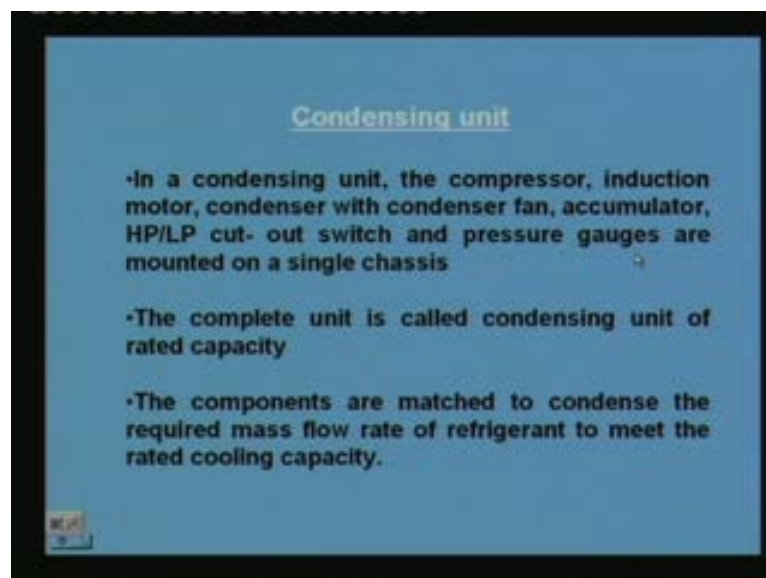 Condensing unit
•In a condensing unit, the compressor, induction
motor, condenser with condenser fan, accumulator,
HP/LP cut- out switch and pressure gauges are
mounted on a single chassis
•The complete unit is called condensing unit of
rated capacity
•The components are matched to condense the
required mass flow rate of refrigerant to meet the
rated cooling capacity.